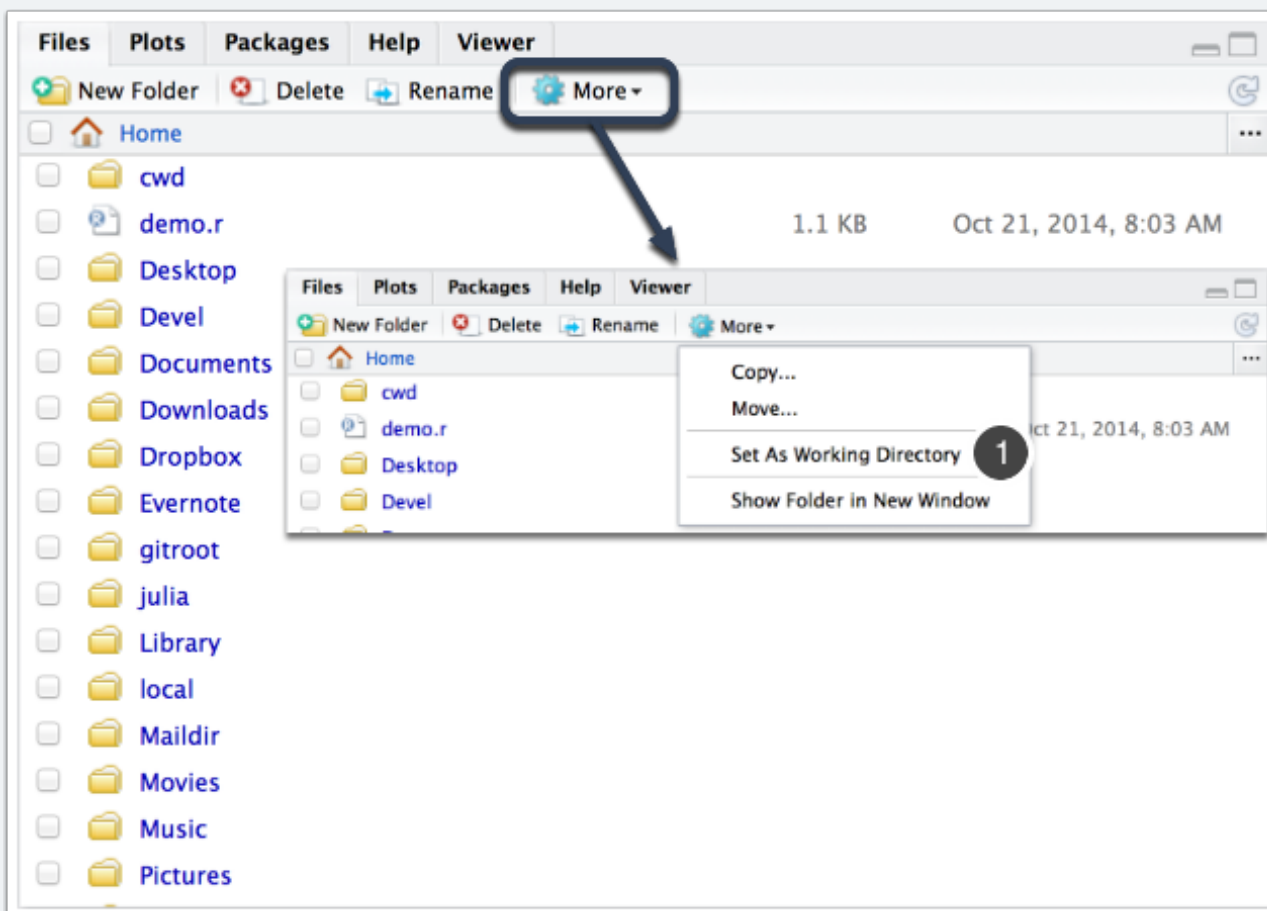 Files Plots Packages Help Viewer
New Folder Delete Rename More
Home ...
cwd
demo.r 1.1 KB Oct 21, 2014, 8:03 AM
Desktop
Devel
Documents
Downloads
Dropbox
Evernote
gitroot
julia
Library
local
Maildir
Movies
Music
Pictures
Files Plots Packages Help Viewer
New Folder Delete Rename More
Home ...
cwd
demo.r 21, 2014, 8:03 AM
Desktop
Devel
Copy...
Move...
Set As Working Directory 1
Show Folder in New Window